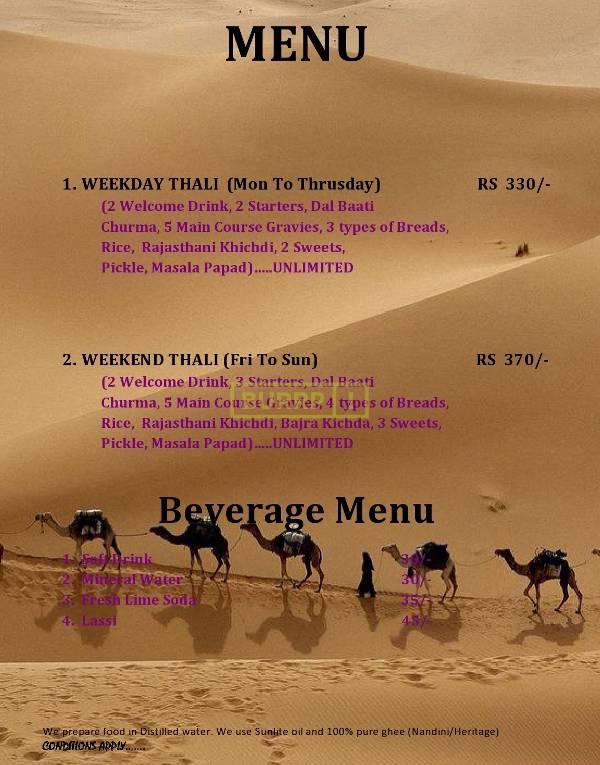 MENU
1. WEEKDAY THALI (Mon To Thrusday) RS 330/-
(2 Welcome Drink, 2 Starters, Dal Baati
Churma, 5 Main Course Gravies, 3 types of Breads,
Rice, Rajasthani Khichdi, 2 Sweets,
Pickle, Masala Papad).....UNLIMITED
2. WEEKEND THALI (Fri To Sun) RS 370/-
(2 Welcome Drink, 3 Starters, Dal Baati
Churma, 5 Main Course Gravies, 4 types of Breads,
Rice, Rajasthani Khichdi, Bajra Kichda, 3 Sweets,
Pickle, Masala Papad).....UNLIMITED
Beverage Menu
1. Soft Drink
2. Mineral Water 30/-
3. Fresh Lime Soda 35/-
4. Lassi 45/-
We prepare food in Distilled water. We use Sunlite oil and 100% pure ghee (Nandini/Heritage)
CONDITIONS APPLY.......